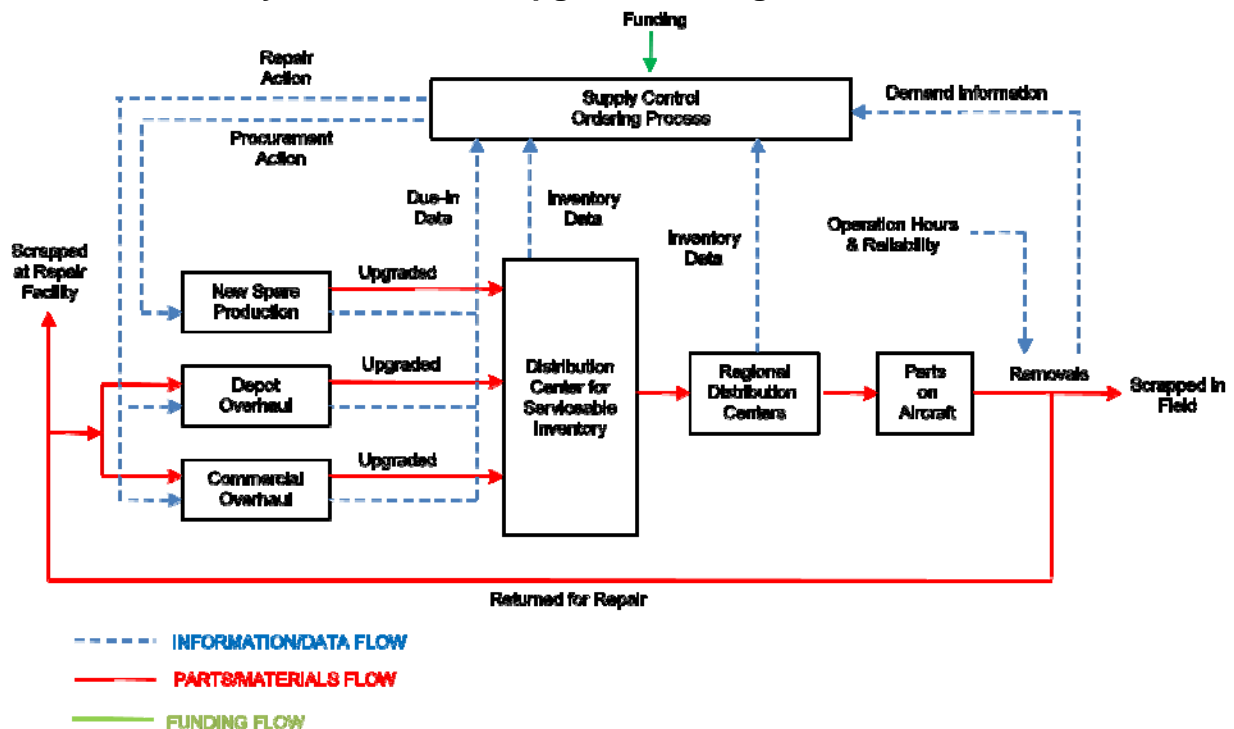 Funding
Repair
Action
Supply Control
Ordering Process
Demand Information
Procurement
Action
Due-In
Data
Inventory
Data
Inventory
Data
Operation Hours
& Reliability
Scrapped
at Repair
Facility
New Spare
Production
Upgraded
Distribution
Center for
Serviceable
Inventory
Depot
Overhaul
Upgraded
Regional
Distribution
Centers
Parts
on
Aircraft
Removals
Scrapped in
Field
Commercial
Overhaul
Upgraded
Returned for Repair
INFORMATION/DATA FLOW
PARTS/MATERIALS FLOW
FUNDING FLOW